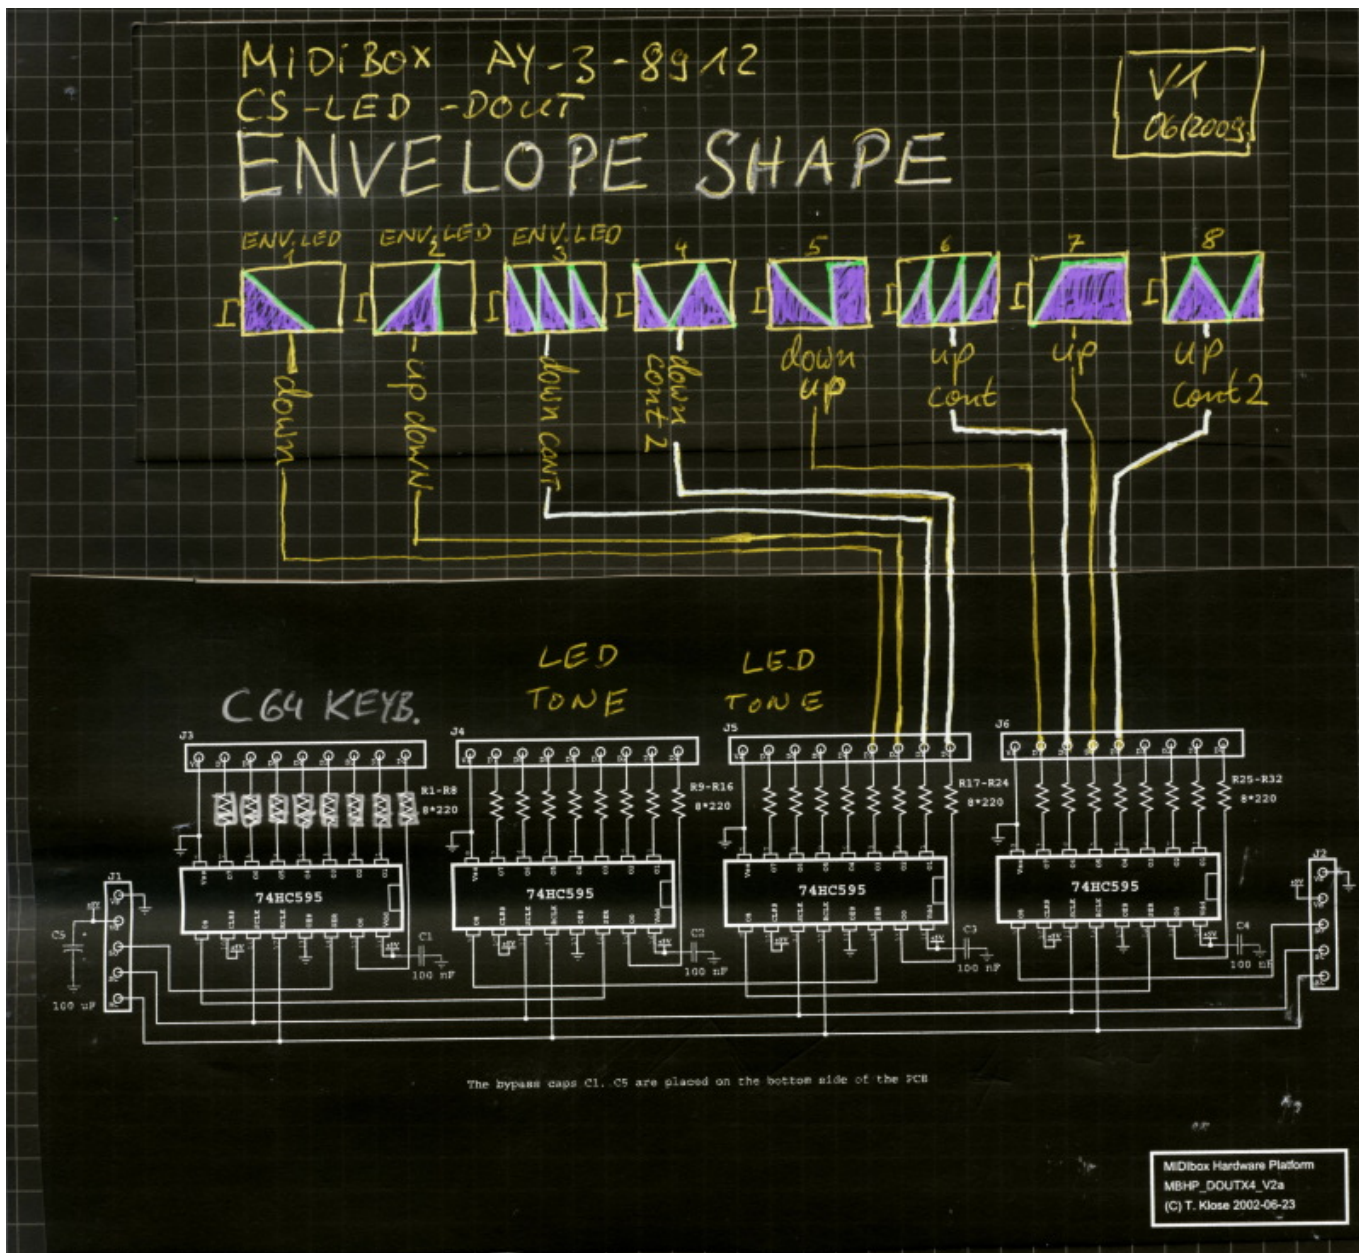 MIDIBOX AY-3-8912
CS-LED-DOUT
ENVELOPE SHAPE
V1
06/2009
ENV.LED 1
ENV.LED 2
ENV.LED 3
4
5
6
7
8
down
up down
down cont
down cont 2
down up
up cont
up
up cont 2
C64 KEYB.
LED TONE
LED TONE
J3
J4
J5
J6
R1-R8
8*220
R9-R16
8*220
R17-R24
8*220
R25-R32
8*220
74HC595
74HC595
74HC595
74HC595
J1
J2
C5
100 uF
C1
100 nF
C2
100 nF
C3
100 nF
C4
100 nF
The bypass caps C1. C5 are placed on the bottom side of the PCB
MIDIbox Hardware Platform
MBHP_DOUTX4_V2a
(C) T. Klose 2002-06-23